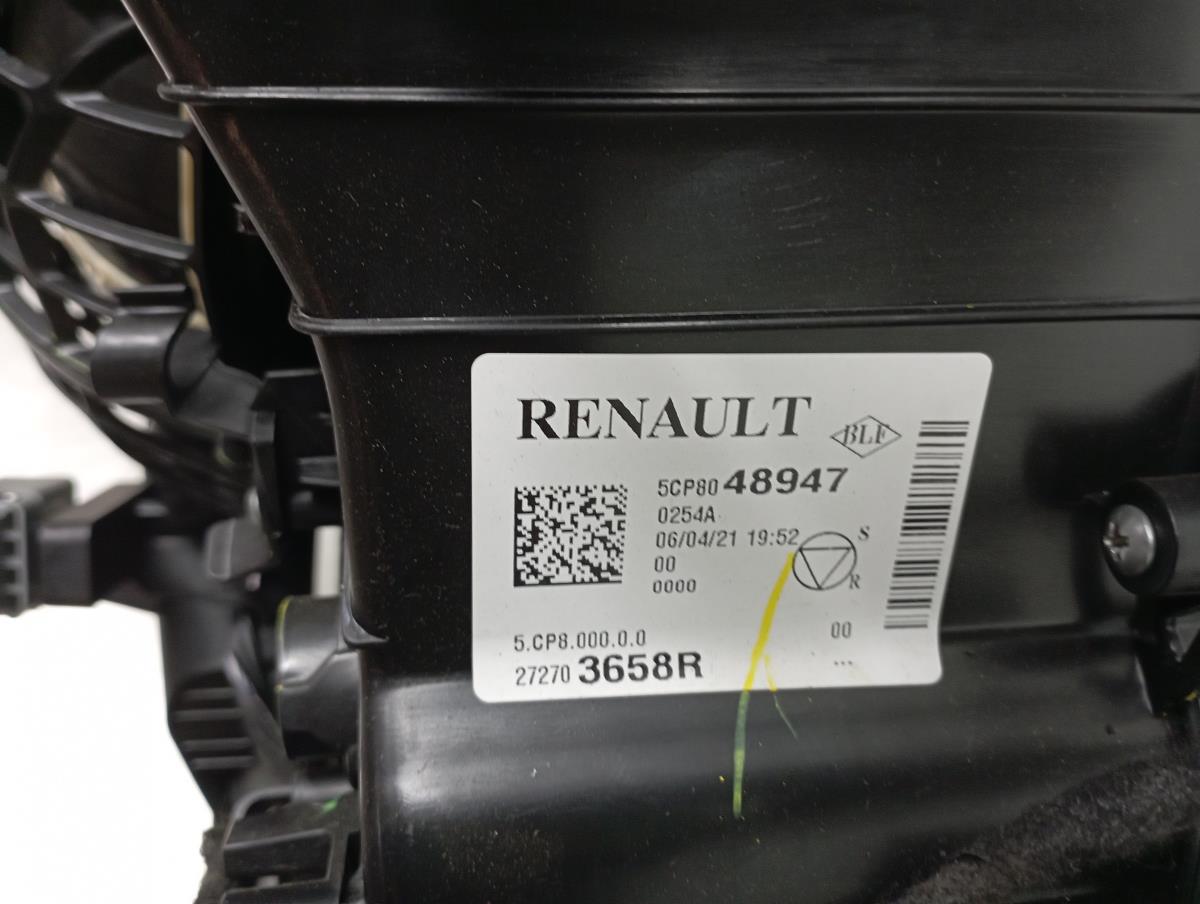 RENAULT
BLF
5CP80 48947
0254A
06/04/21 19:52
S
00
R
0000
5.CP8.000.0.0
00
27270 3658R
...